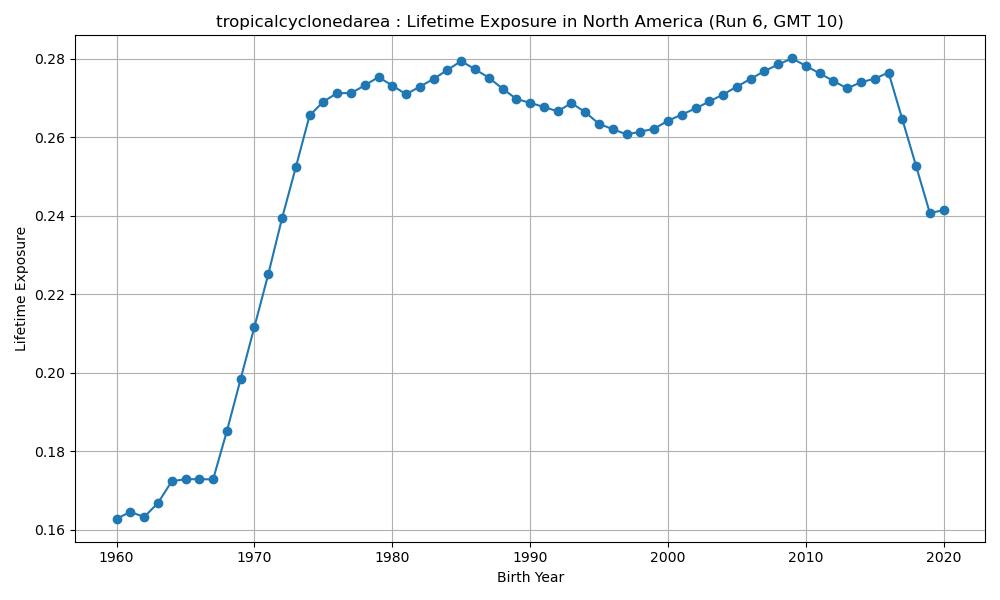 tropicalcyclonedarea : Lifetime Exposure in North America (Run 6, GMT 10)
0.28
0.26
0.24
0.22
0.20
0.18
0.16
Lifetime Exposure
1960 1970 1980 1990 2000 2010 2020
Birth Year